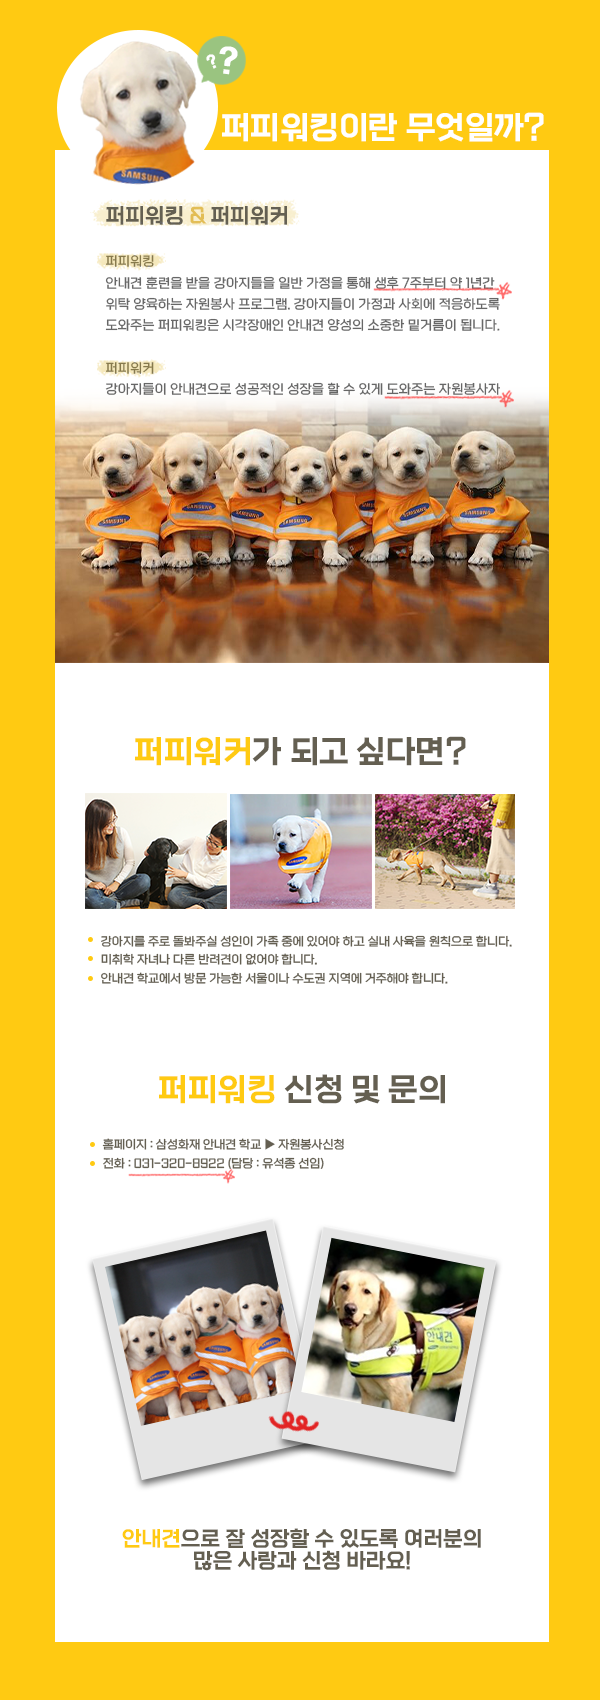 ??
퍼피워킹이란 무엇일까?
SAMSUNG
퍼피워킹 & 퍼피워커
퍼피워킹
안내견 훈련을 받을 강아지들을 일반 가정을 통해 생후 7주부터 약 1년간
위탁 양육하는 자원봉사 프로그램. 강아지들이 가정과 사회에 적응하도록
도와주는 퍼피워킹은 시각장애인 안내견 양성의 소중한 밑거름이 됩니다.
퍼피워커
강아지들이 안내견으로 성공적인 성장을 할 수 있게 도와주는 자원봉사자
SAMSUNG SAMSUNG SAMSUNG SAMSUNG SAMSUNG SAMSUNG SAMSUNG
퍼피워커가 되고 싶다면?
SAMSUNG
강아지를 주로 돌봐주실 성인이 가족 중에 있어야 하고 실내 사육을 원칙으로 합니다.
미취학 자녀나 다른 반려견이 없어야 합니다.
안내견 학교에서 방문 가능한 서울이나 수도권 지역에 거주해야 합니다.
퍼피워킹 신청 및 문의
홈페이지 : 삼성화재 안내견 학교 ▶ 자원봉사신청
전화 : 031-320-8922 (담당 : 유석종 선임)
안내견
안내견으로 잘 성장할 수 있도록 여러분의
많은 사랑과 신청 바라요!